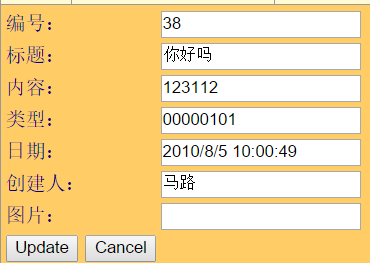 编号： 38
标题： 你好吗
内容： 123112
类型： 00000101
日期： 2010/8/5 10:00:49
创建人： 马路
图片：
Update Cancel